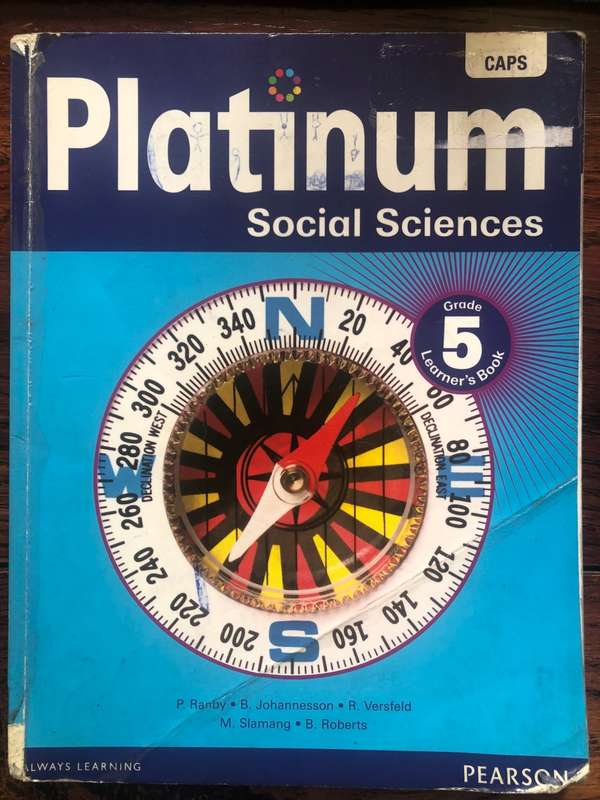 CAPS
Platinum
Social Sciences
Grade
5
Learner's Book
N
20
40
60
80
E
100
120
140
160
S
200
220
240
260
W
280
300
320
340
DECLINATION WEST
DECLINATION EAST
P. Ranby • B. Johannesson • R. Versfeld
M. Slamang • B. Roberts
ALWAYS LEARNING
PEARSON